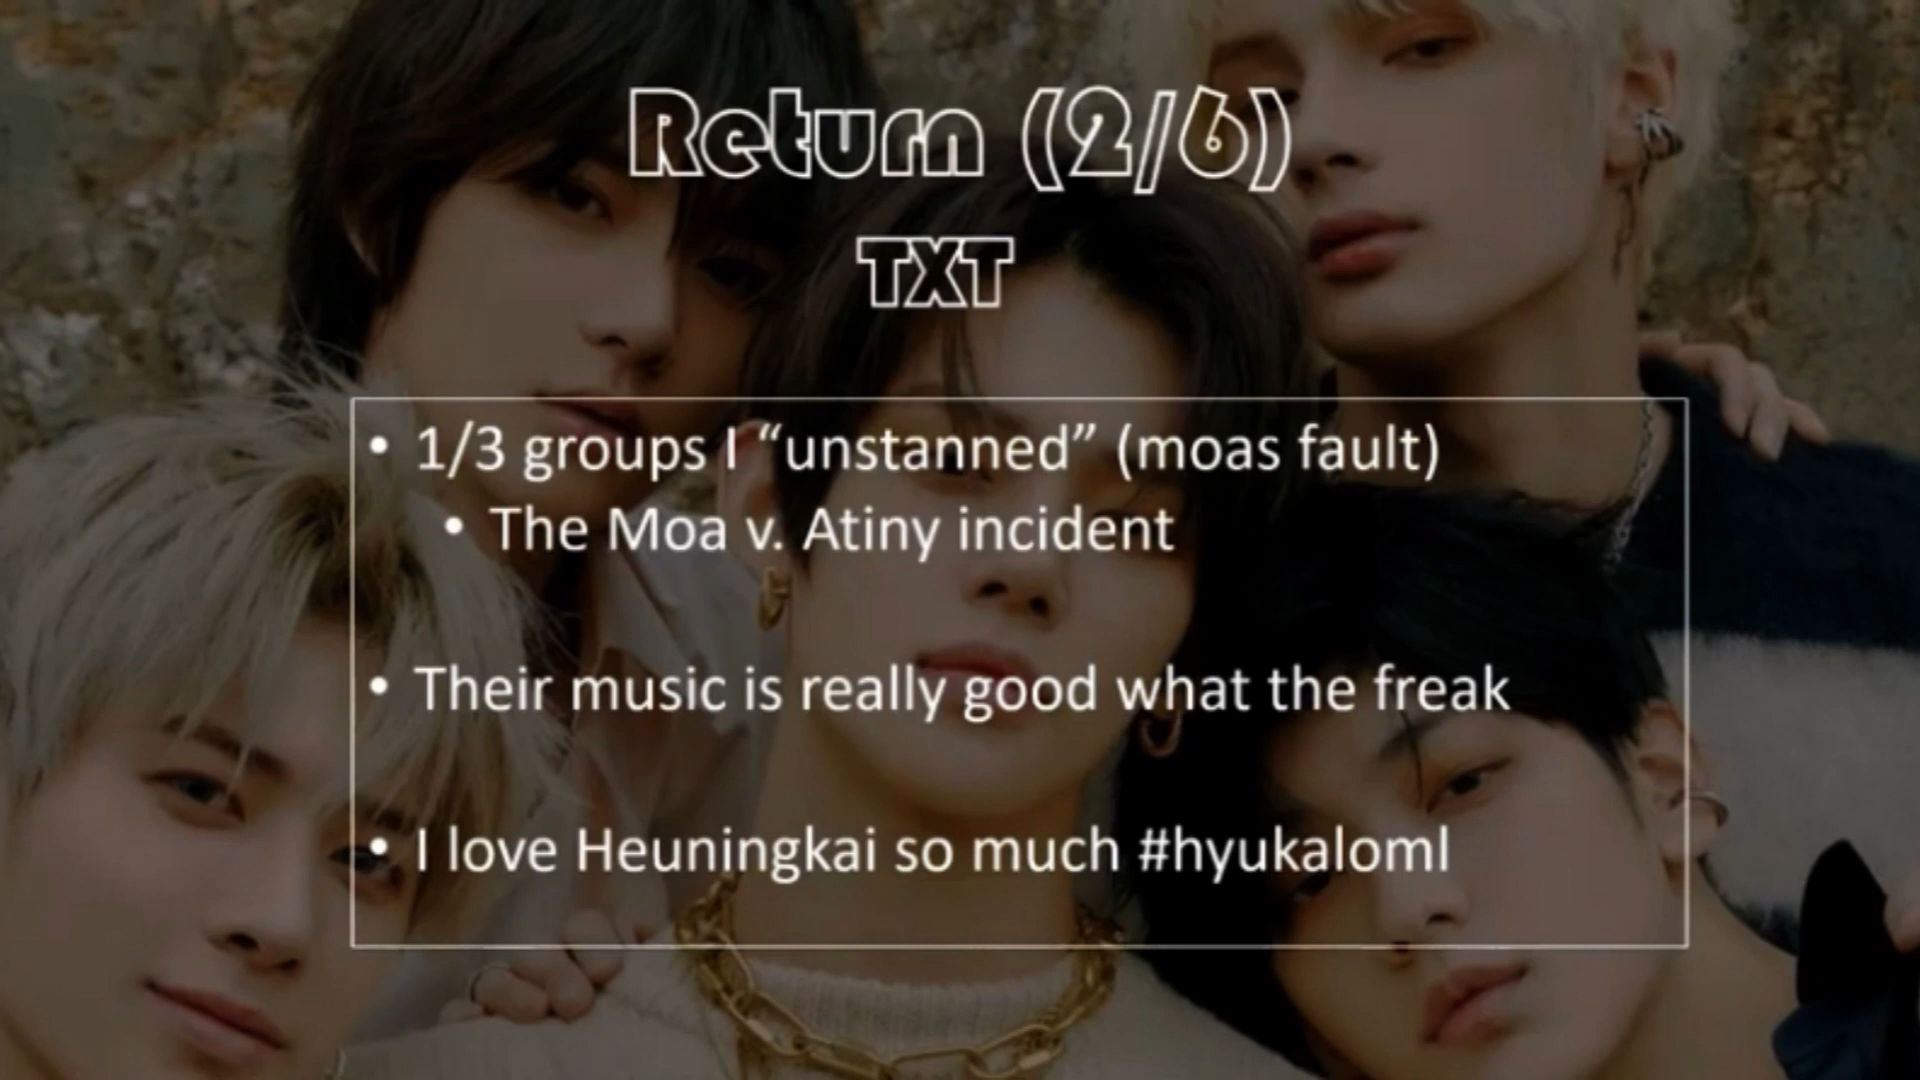 Return (2/6)
TXT
• 1/3 groups I “unstanned” (moas fault)
• The Moa v. Atiny incident
• Their music is really good what the freak
• I love Heuningkai so much #hyukaloml